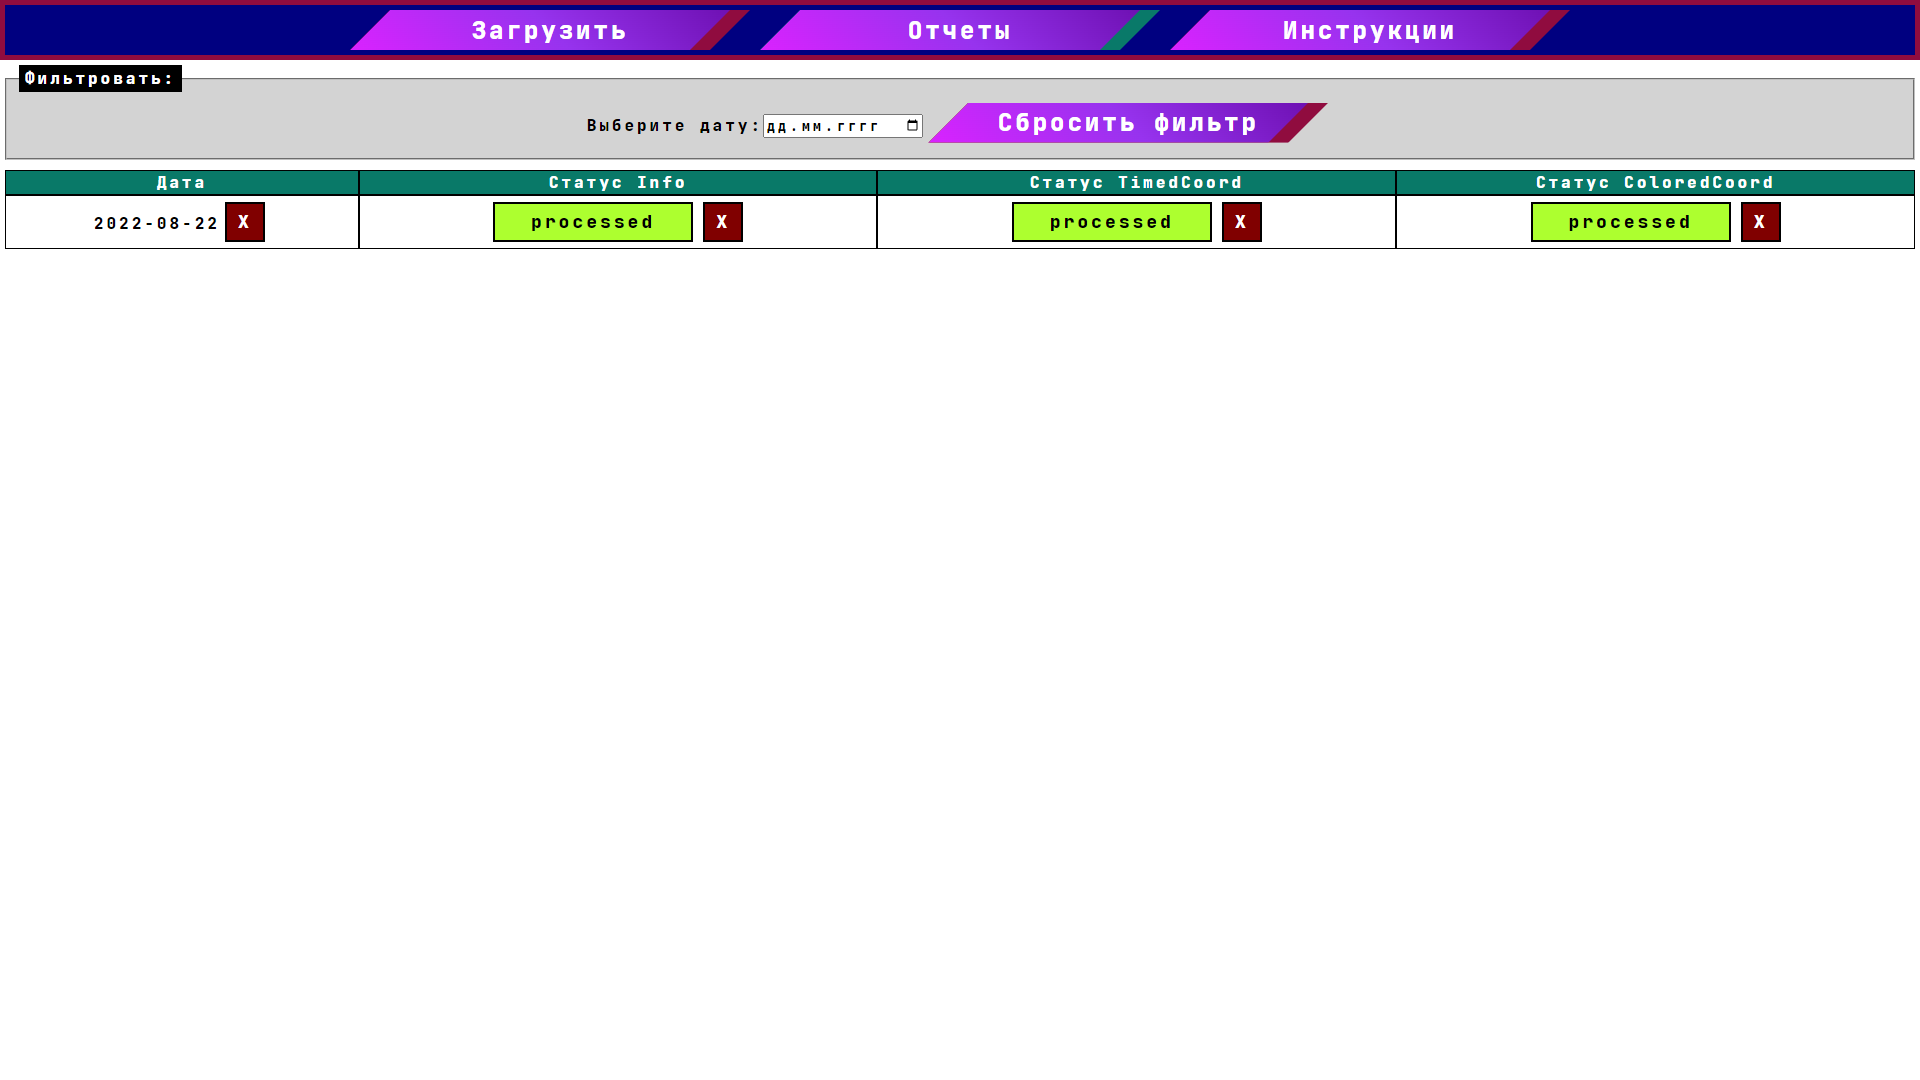 Загрузить Отчеты Инструкции
Фильтровать:
Выберите дату: дд.мм.гггг Сбросить фильтр
Дата Статус Info Статус TimedCoord Статус ColoredCoord
2022-08-22 X processed X processed X processed X